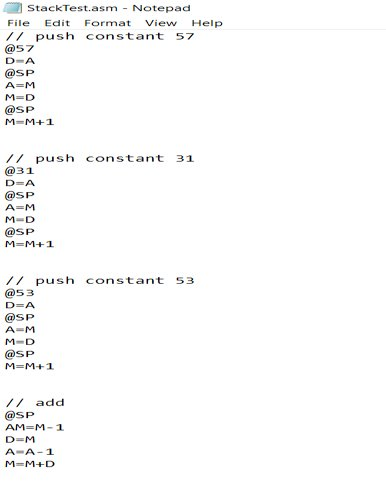 StackTest.asm - Notepad
File Edit Format View Help
// push constant 57
@57
D=A
@SP
A=M
M=D
@SP
M=M+1
// push constant 31
@31
D=A
@SP
A=M
M=D
@SP
M=M+1
// push constant 53
@53
D=A
@SP
A=M
M=D
@SP
M=M+1
// add
@SP
AM=M-1
D=M
A=A-1
M=M+D